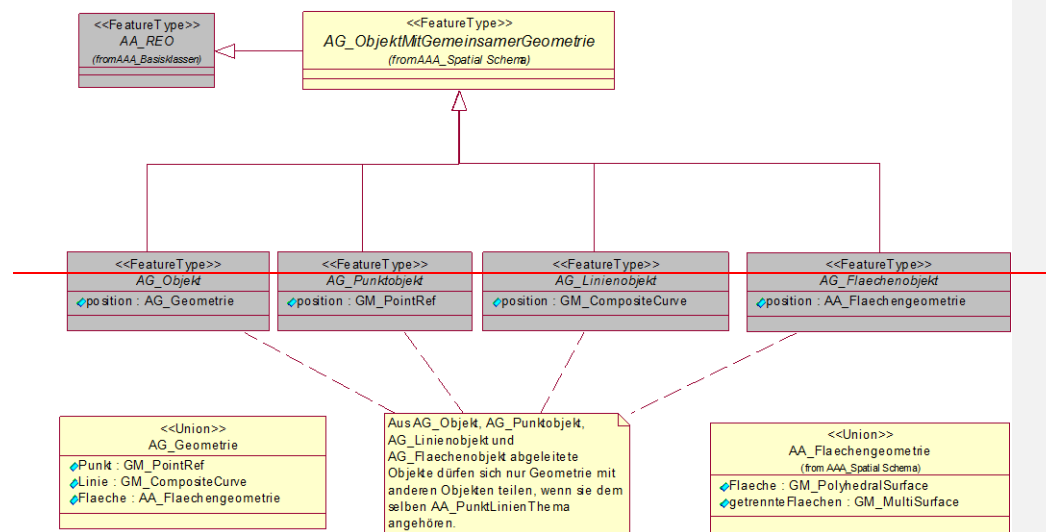 <<FeatureType>>
AA_REO
(fromAAA_Basisklassen)
<<FeatureType>>
AG_ObjektMitGemeinsamerGeometrie
(fromAAA_Spatial Schema)
<<FeatureType>>
AG_Objekt
position : AG_Geometrie
<<FeatureType>>
AG_Punktobjekt
position : GM_PointRef
<<FeatureType>>
AG_Linienobjekt
position : GM_CompositeCurve
<<FeatureType>>
AG_Flaechenobjekt
position : AA_Flaechengeometrie
<<Union>>
AG_Geometrie
Punkt : GM_PointRef
Linie : GM_CompositeCurve
Flaeche : AA_Flaechengeometrie
Aus AG_Objekt, AG_Punktobjekt,
AG_Linienobjekt und
AG_Flaechenobjekt abgeleitete
Objekte dürfen sich nur Geometrie mit
anderen Objekten teilen, wenn sie dem
selben AA_PunktLinienThema
angehören.
<<Union>>
AA_Flaechengeometrie
(from AAA_Spatial Schema)
Flaeche : GM_PolyhedralSurface
getrennteFlaechen : GM_MultiSurface